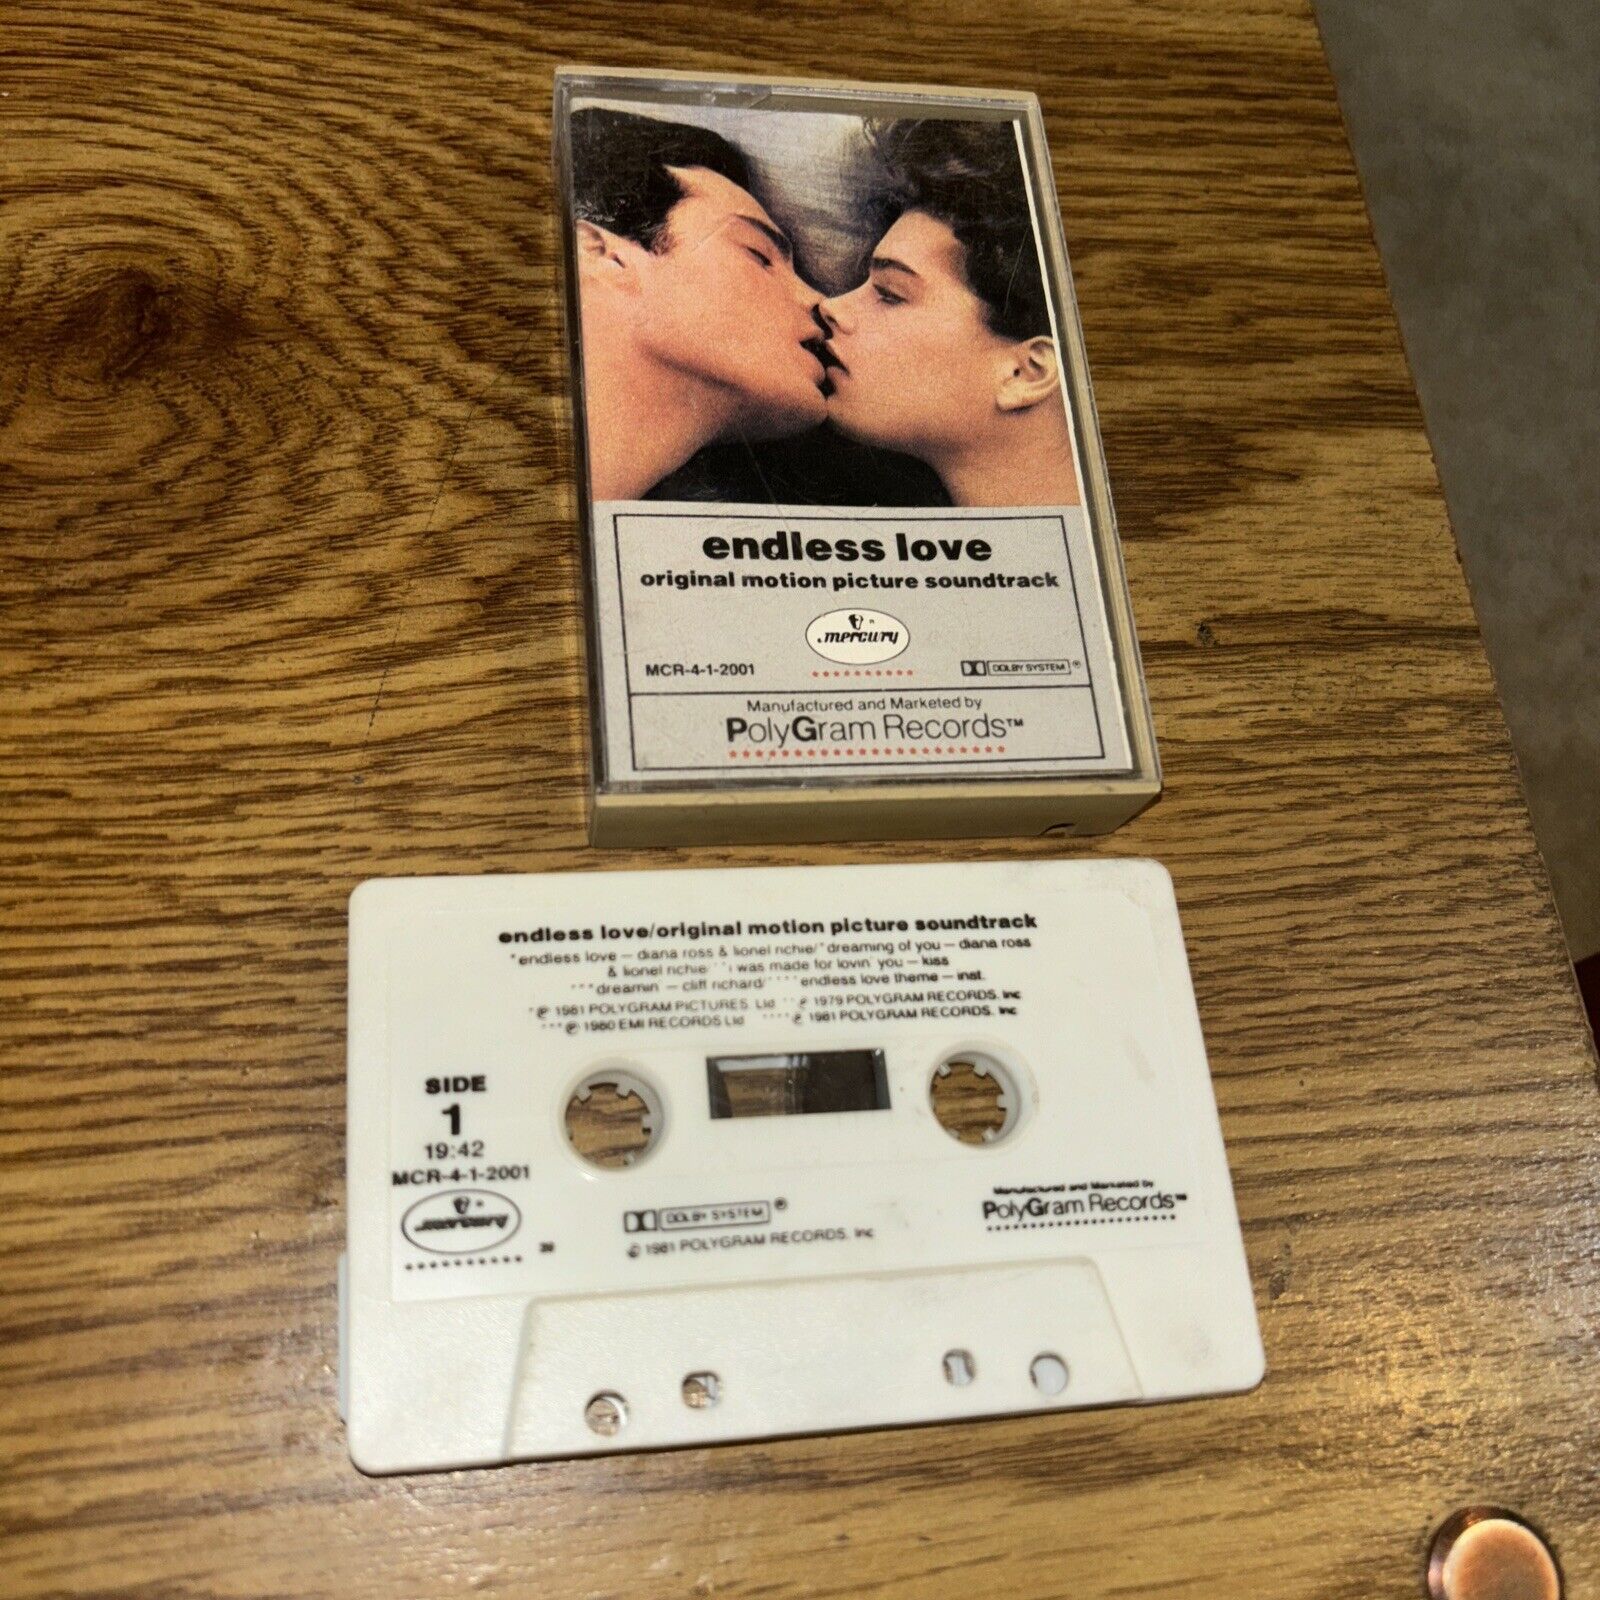 endless love
original motion picture soundtrack
mercury
MCR-4-1-2001
DOLBY SYSTEM®
Manufactured and Marketed by
PolyGram Records™
endless love/original motion picture soundtrack
*endless love – diana ross & lionel richie/*dreaming of you – diana ross
& lionel richie/**i was made for lovin' you – kiss
***dreamin' – cliff richard/****endless love theme – inst.
*℗ 1981 POLYGRAM PICTURES. Ltd **℗ 1979 POLYGRAM RECORDS. Inc
***℗ 1980 EMI RECORDS Ltd ****℗ 1981 POLYGRAM RECORDS. Inc
SIDE
1
19:42
MCR-4-1-2001
mercury
DOLBY SYSTEM®
© 1981 POLYGRAM RECORDS. Inc
Manufactured and Marketed by
PolyGram Records™